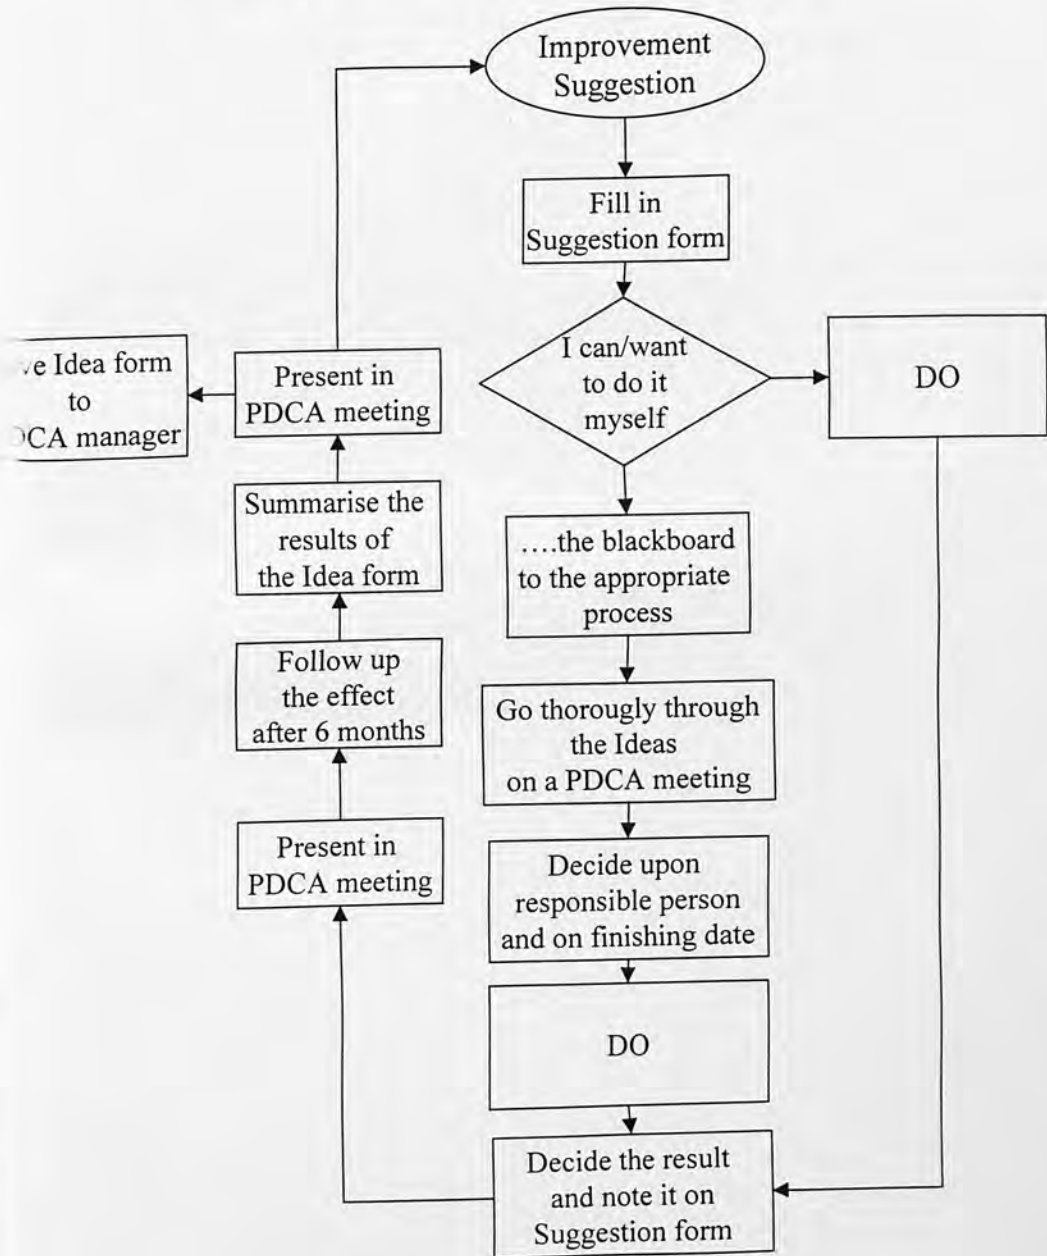 Improvement
Suggestion
Fill in
Suggestion form
I can/want
to do it
myself
DO
....the blackboard
to the appropriate
process
Go thorougly through
the Ideas
on a PDCA meeting
Decide upon
responsible person
and on finishing date
DO
Decide the result
and note it on
Suggestion form
Present in
PDCA meeting
Follow up
the effect
after 6 months
Summarise the
results of
the Idea form
Present in
PDCA meeting
Idea form
to
manager